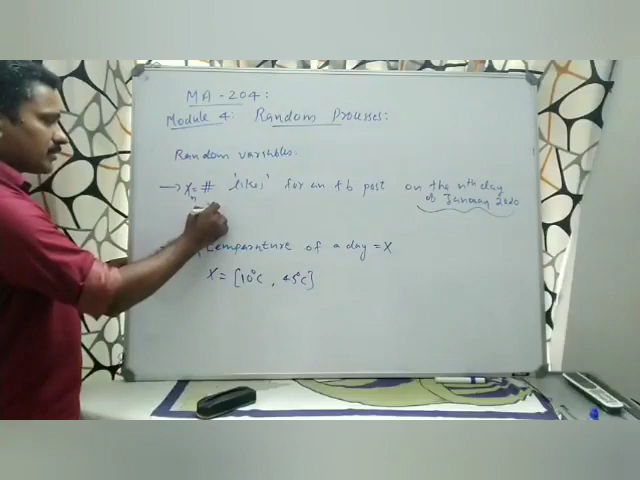 MA-204:
Module 4: Random Processes:
Random variables:
→ Xn = # 'likes' for an fb post on the nth day
of January 2020
temperature of a day = X
X = [10°C, 45°C]